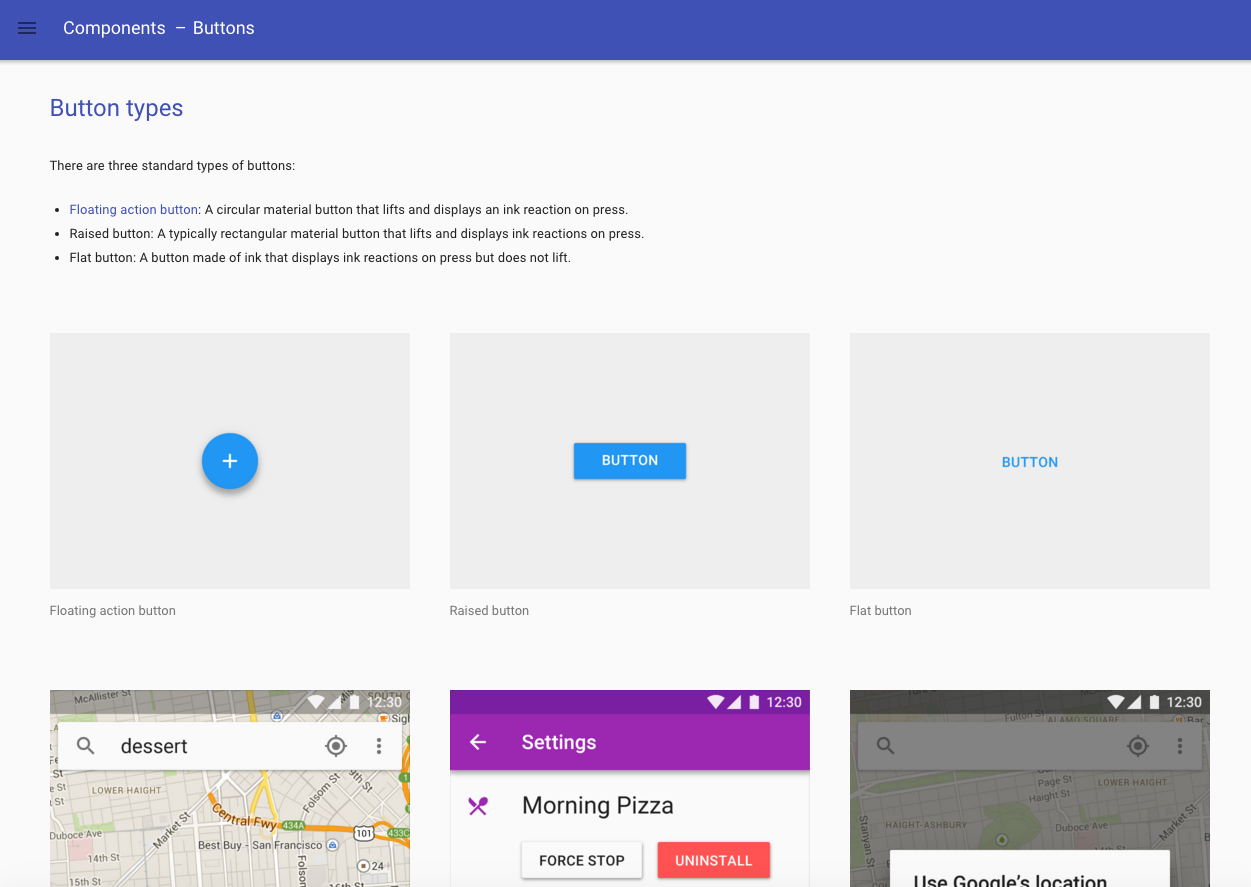 Components – Buttons
Button types
There are three standard types of buttons:
Floating action button: A circular material button that lifts and displays an ink reaction on press.
Raised button: A typically rectangular material button that lifts and displays ink reactions on press.
Flat button: A button made of ink that displays ink reactions on press but does not lift.
BUTTON
BUTTON
Floating action button
Raised button
Flat button
McAllister St
SOUTH
12:30
dessert
LOWER HAIGHT
Folsom St
9th St
Central Fwy
434A
101
433C
Market St
Duboce Ave
Best Buy - San Francisco
14th St
24
15th St
16th St
12:30
Settings
Morning Pizza
FORCE STOP
UNINSTALL
12:30
Fulton St
ALAMO SQUARE
Bar
Page St
Haight St
LOWER HAIGHT
HAIGHT-ASHBURY
Duboce Ave
Stanyan St
Market St
Use Google's location